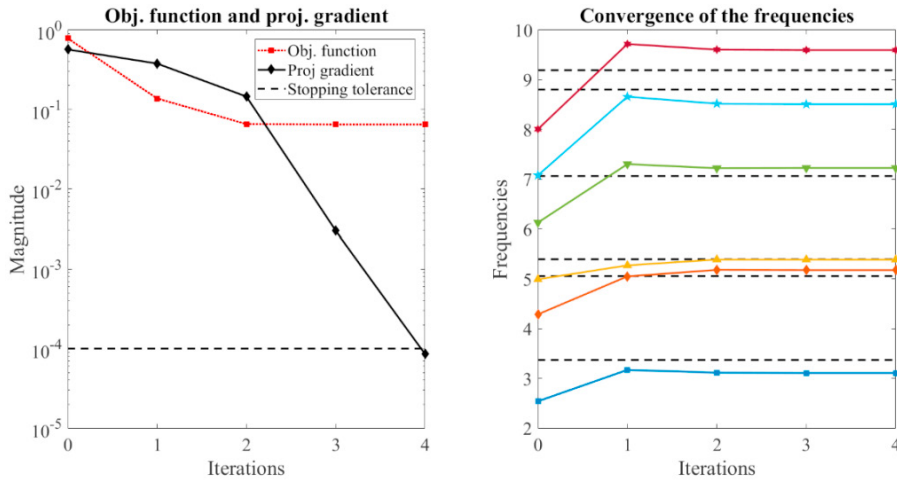 Obj. function and proj. gradient
10^0
10^-1
10^-2
10^-3
10^-4
10^-5
Magnitude
Obj. function
Proj gradient
Stopping tolerance
0 1 2 3 4
Iterations
Convergence of the frequencies
10
9
8
7
6
5
4
3
2
Frequencies
0 1 2 3 4
Iterations